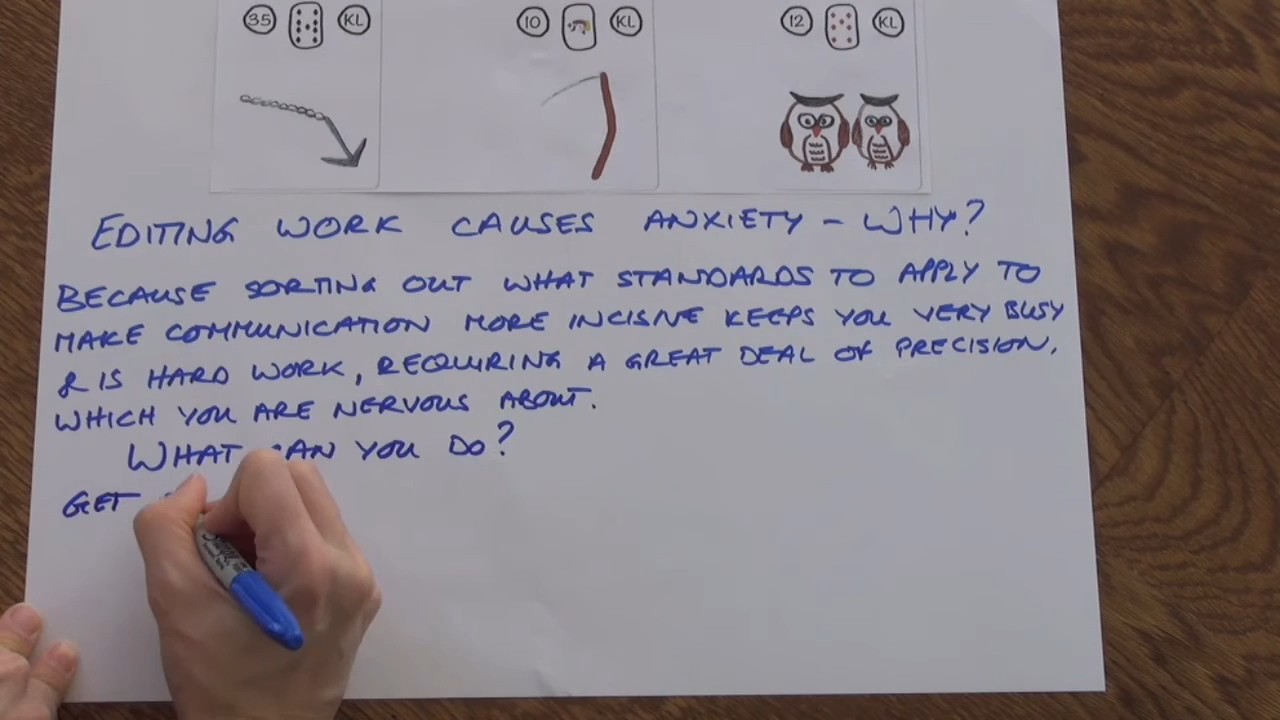 35 KL 10 KL 12 KL
EDITING WORK CAUSES ANXIETY - WHY?
BECAUSE SORTING OUT WHAT STANDARDS TO APPLY TO
MAKE COMMUNICATION MORE INCISIVE KEEPS YOU VERY BUSY
& IS HARD WORK, REQUIRING A GREAT DEAL OF PRECISION,
WHICH YOU ARE NERVOUS ABOUT.
WHAT CAN YOU DO?
GET